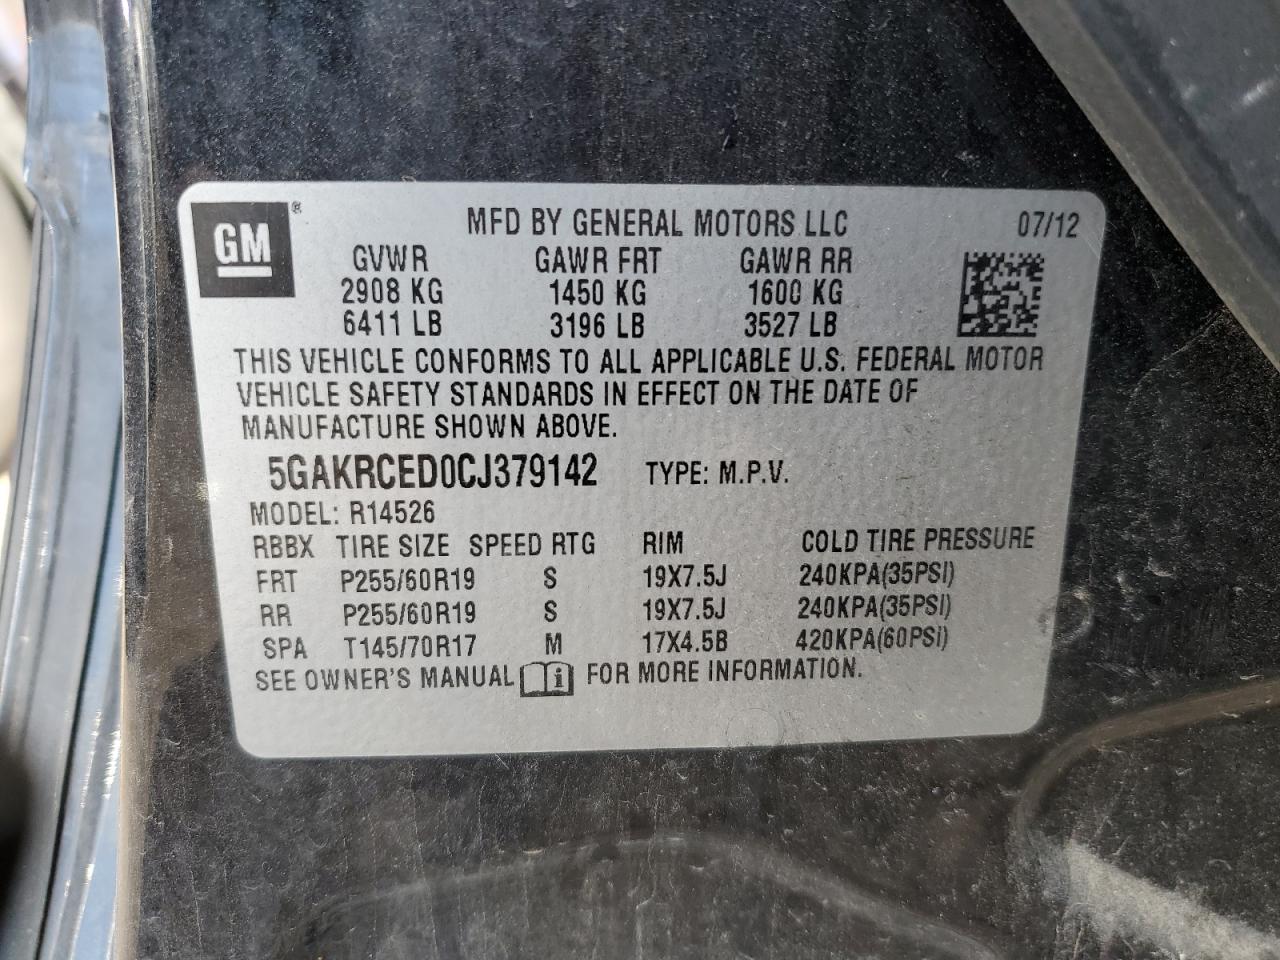 GM ® MFD BY GENERAL MOTORS LLC 07/12
GVWR GAWR FRT GAWR RR
2908 KG 1450 KG 1600 KG
6411 LB 3196 LB 3527 LB
THIS VEHICLE CONFORMS TO ALL APPLICABLE U.S. FEDERAL MOTOR
VEHICLE SAFETY STANDARDS IN EFFECT ON THE DATE OF
MANUFACTURE SHOWN ABOVE.
5GAKRCED0CJ379142 TYPE: M.P.V.
MODEL: R14526
RBBX TIRE SIZE SPEED RTG RIM COLD TIRE PRESSURE
FRT P255/60R19 S 19X7.5J 240KPA(35PSI)
RR P255/60R19 S 19X7.5J 240KPA(35PSI)
SPA T145/70R17 M 17X4.5B 420KPA(60PSI)
SEE OWNER'S MANUAL i FOR MORE INFORMATION.